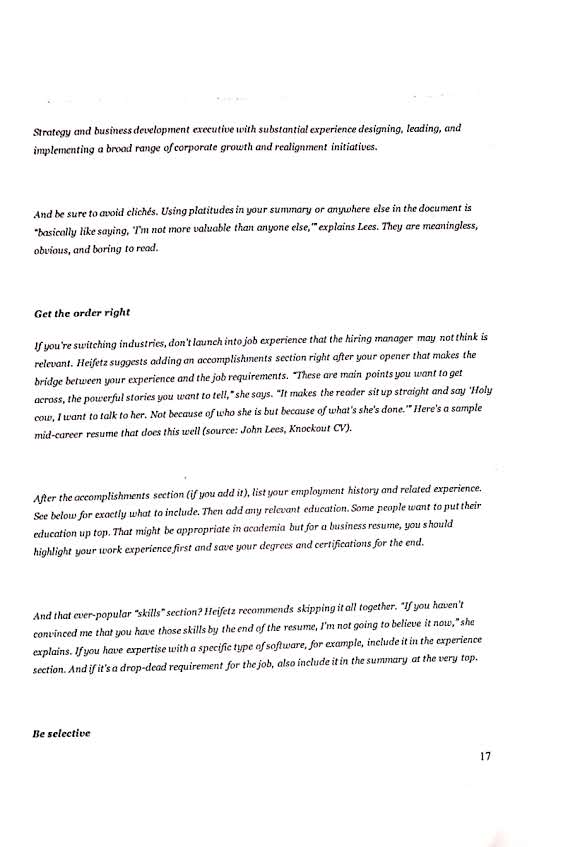 Strategy and business development executive with substantial experience designing, leading, and
implementing a broad range of corporate growth and realignment initiatives.
And be sure to avoid clichés. Using platitudes in your summary or anywhere else in the document is
"basically like saying, 'I'm not more valuable than anyone else,'" explains Lees. They are meaningless,
obvious, and boring to read.
Get the order right
If you're switching industries, don't launch into job experience that the hiring manager may not think is
relevant. Heifetz suggests adding an accomplishments section right after your opener that makes the
bridge between your experience and the job requirements. "These are main points you want to get
across, the powerful stories you want to tell," she says. "It makes the reader sit up straight and say 'Holy
cow, I want to talk to her. Not because of who she is but because of what's she's done.'" Here's a sample
mid-career resume that does this well (source: John Lees, Knockout CV).
After the accomplishments section (if you add it), list your employment history and related experience.
See below for exactly what to include. Then add any relevant education. Some people want to put their
education up top. That might be appropriate in academia but for a business resume, you should
highlight your work experience first and save your degrees and certifications for the end.
And that ever-popular "skills" section? Heifetz recommends skipping it all together. "If you haven't
convinced me that you have those skills by the end of the resume, I'm not going to believe it now," she
explains. If you have expertise with a specific type of software, for example, include it in the experience
section. And if it's a drop-dead requirement for the job, also include it in the summary at the very top.
Be selective
17